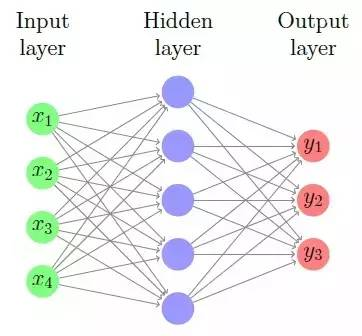 Input Hidden Output
layer layer layer
x1
x2
x3
x4
y1
y2
y3